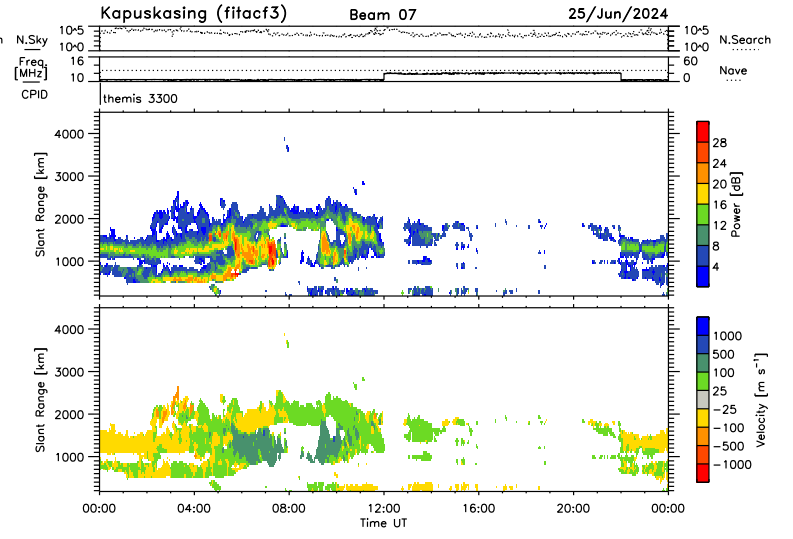 Kapuskasing (fitacf3) Beam 07 25/Jun/2024
N.Sky 10^5 10^0 10^5 10^0 N.Search
Freq. [MHz] 16 10 60 0 Nave
CPID themis 3300
Slant Range [km] 4000 3000 2000 1000
Power [dB] 28 24 20 16 12 8 4
Slant Range [km] 4000 3000 2000 1000
Velocity [m s⁻¹] 1000 500 100 25 −25 −100 −500 −1000
00:00 04:00 08:00 12:00 16:00 20:00 00:00
Time UT